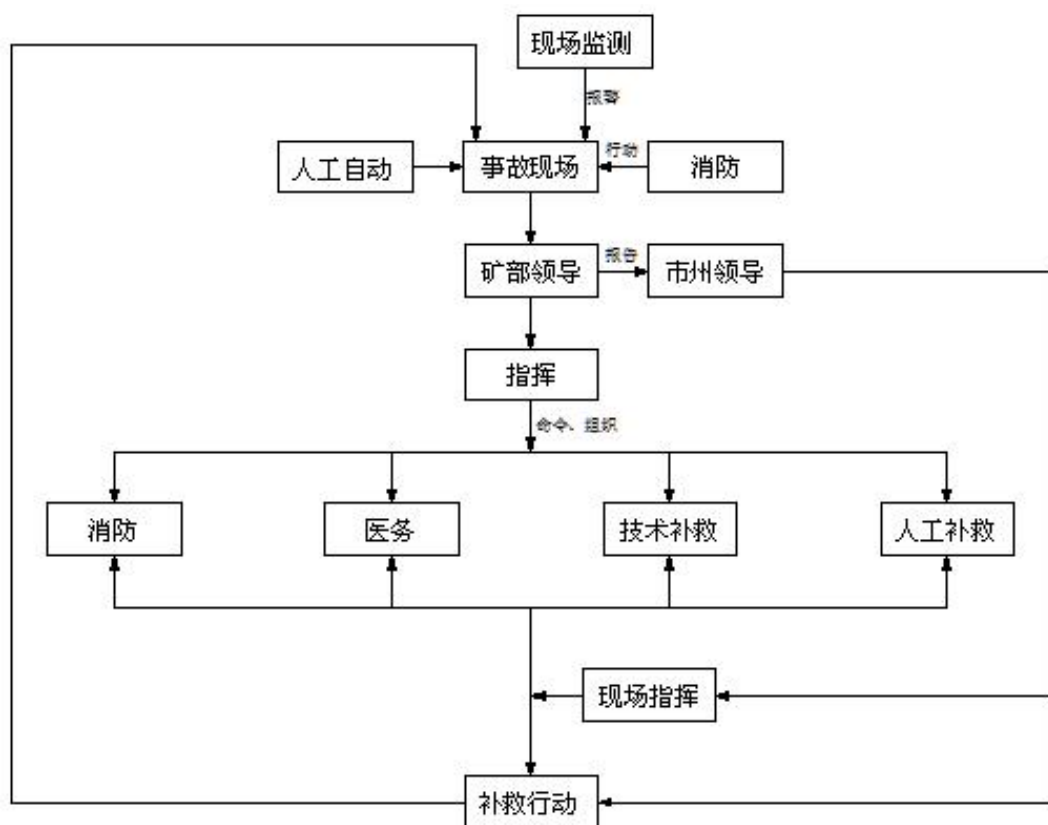 现场监测
报警
人工自动
事故现场
行动
消防
矿部领导
报告
市州领导
指挥
命令、组织
消防
医务
技术补救
人工补救
现场指挥
补救行动